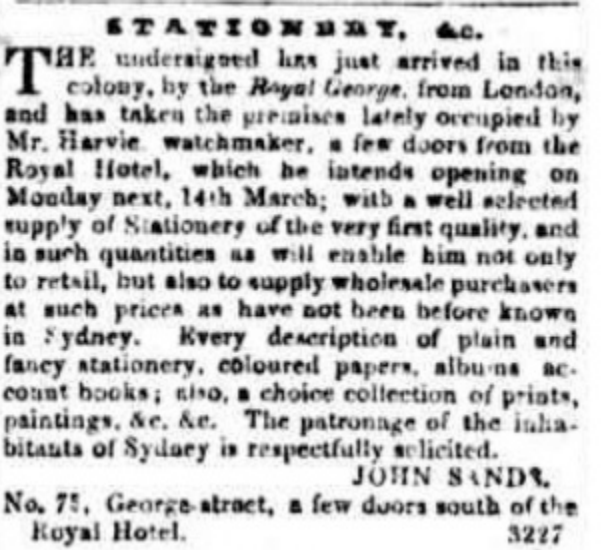 STATIONERY, &c.
THE undersigned has just arrived in this
colony, by the Royal George, from London,
and has taken the premises lately occupied by
Mr. Harvie watchmaker, a few doors from the
Royal Hotel, which he intends opening on
Monday next, 14th March; with a well selected
supply of Stationery of the very first quality, and
in such quantities as will enable him not only
to retail, but also to supply wholesale purchasers
at such prices as have not been before known
in Sydney. Every description of plain and
fancy stationery, coloured papers, albums ac-
count books; also, a choice collection of prints,
paintings, &c, &c. The patronage of the inha-
bitants of Sydney is respectfully solicited.
JOHN SANDS.
No. George-street, a few doors south of the
Royal Hotel. 3227